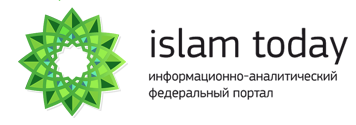 islam today
информационно-аналитический
федеральный портал